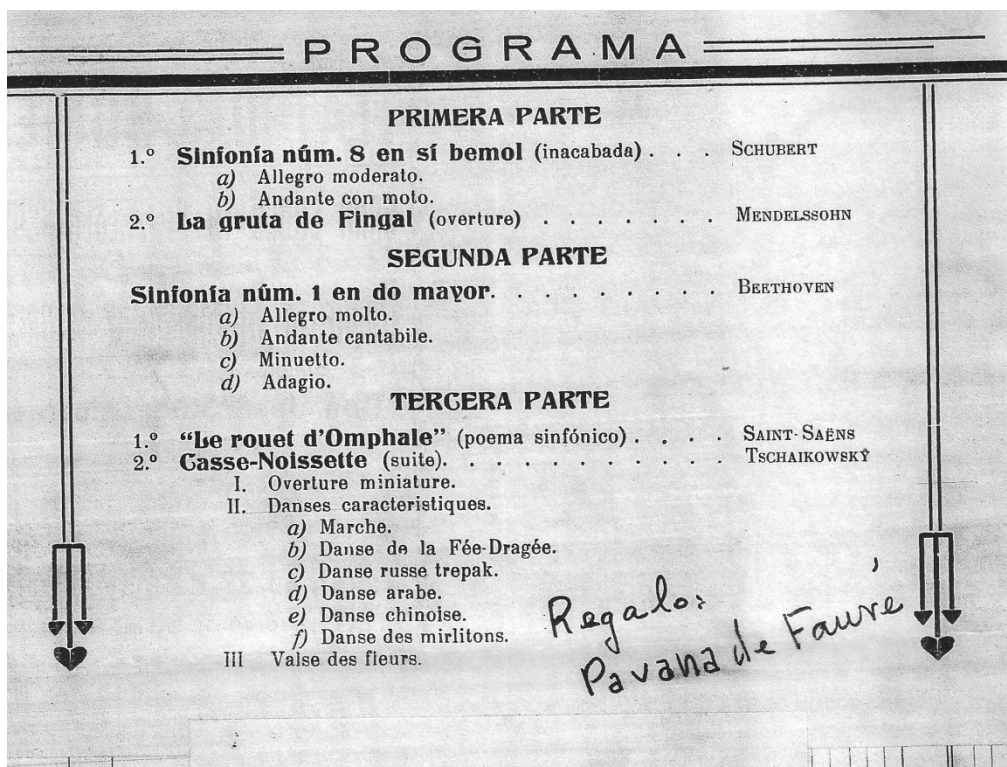 PROGRAMA
PRIMERA PARTE
1.º Sinfonía núm. 8 en sí bemol (inacabada) . . . SCHUBERT
a) Allegro moderato.
b) Andante con moto.
2.º La gruta de Fingal (overture) . . . . . . . MENDELSSOHN
SEGUNDA PARTE
Sinfonía núm. 1 en do mayor. . . . . . . . . BEETHOVEN
a) Allegro molto.
b) Andante cantabile.
c) Minuetto.
d) Adagio.
TERCERA PARTE
1.º “Le rouet d'Omphale” (poema sinfónico) . . . . SAINT-SAËNS
2.º Casse-Noissette (suite). . . . . . . . . . . TSCHAIKOWSKŸ
I. Overture miniature.
II. Danses caracteristiques.
a) Marche.
b) Danse de la Fée-Dragée.
c) Danse russe trepak.
d) Danse arabe.
e) Danse chinoise.
f) Danse des mirlitons.
III Valse des fleurs.
Regalo:
Pavana de Fauré